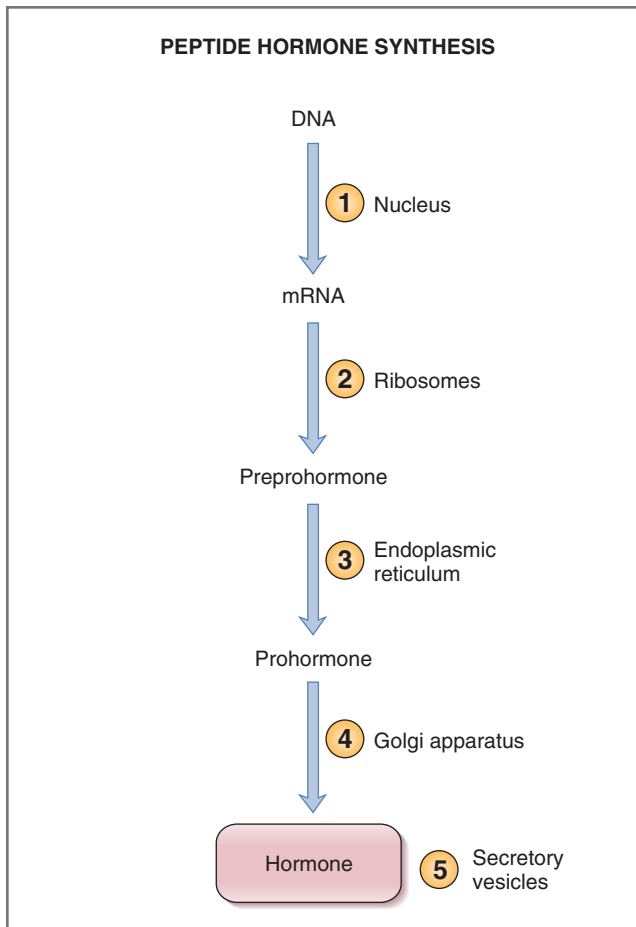 PEPTIDE HORMONE SYNTHESIS
DNA
1 Nucleus
mRNA
2 Ribosomes
Preprohormone
3 Endoplasmic
reticulum
Prohormone
4 Golgi apparatus
Hormone
5 Secretory
vesicles